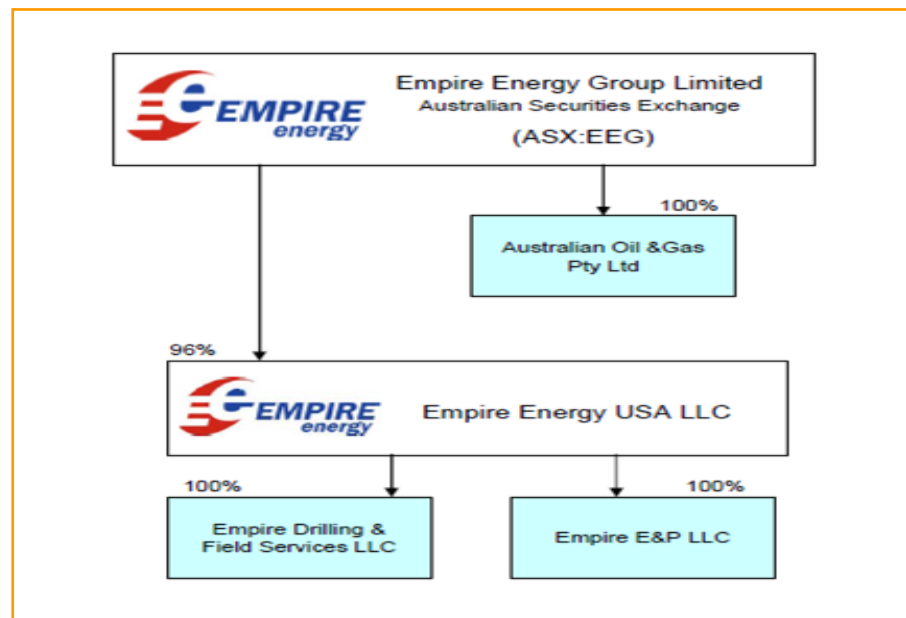 EMPIRE
energy
Empire Energy Group Limited
Australian Securities Exchange
(ASX:EEG)
100%
Australian Oil &Gas
Pty Ltd
96%
EMPIRE
energy
Empire Energy USA LLC
100%
Empire Drilling &
Field Services LLC
100%
Empire E&P LLC